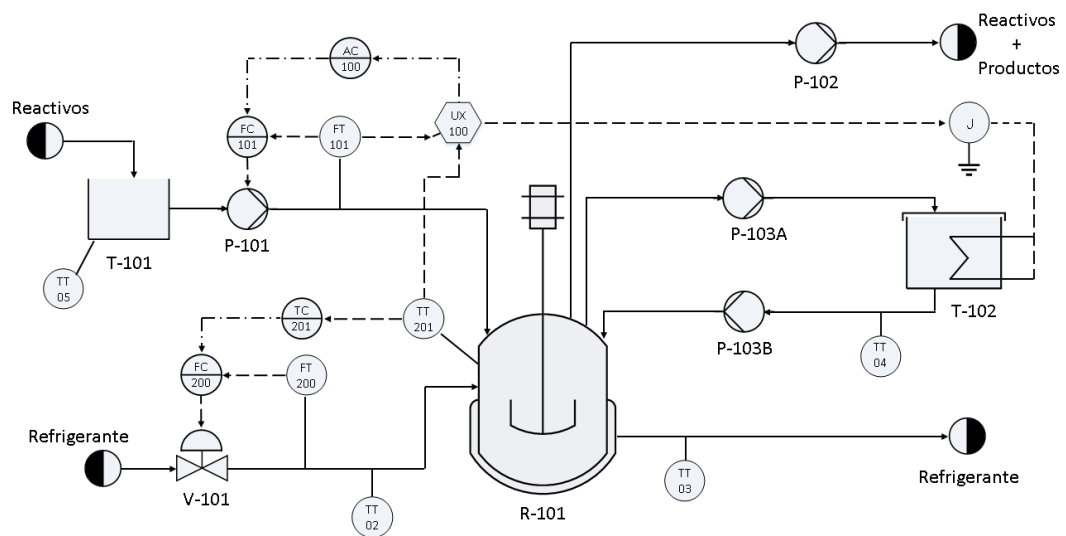 Reactivos
+
Productos
P-102
AC
100
Reactivos
FC
101
FT
101
UX
100
J
P-101
T-101
TT
05
P-103A
T-102
P-103B
TT
04
TC
201
TT
201
FC
200
FT
200
Refrigerante
V-101
TT
02
R-101
TT
03
Refrigerante